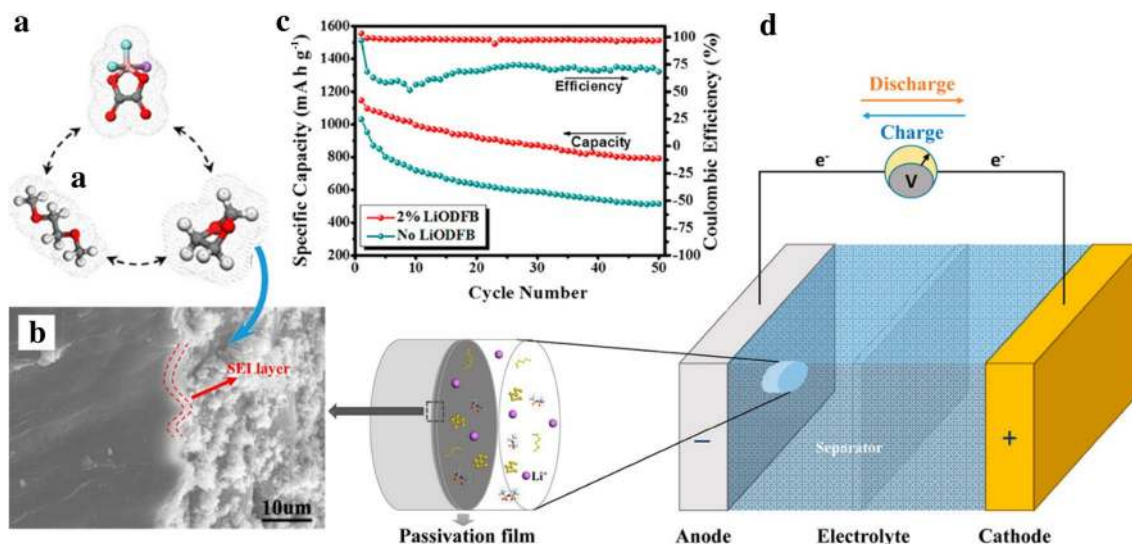 a
a
b
SEI layer
10um
c
Specific Capacity (mA h g⁻¹)
1600
1400
1200
1000
800
600
400
200
Efficiency
Capacity
2% LiODFB
No LiODFB
100
75
50
25
0
-25
-50
-75
-100
Coulombic Efficiency (%)
0
10
20
30
40
50
Cycle Number
Li⁺
Passivation film
d
Discharge
Charge
e⁻
e⁻
V
−
Separator
+
Anode
Electrolyte
Cathode